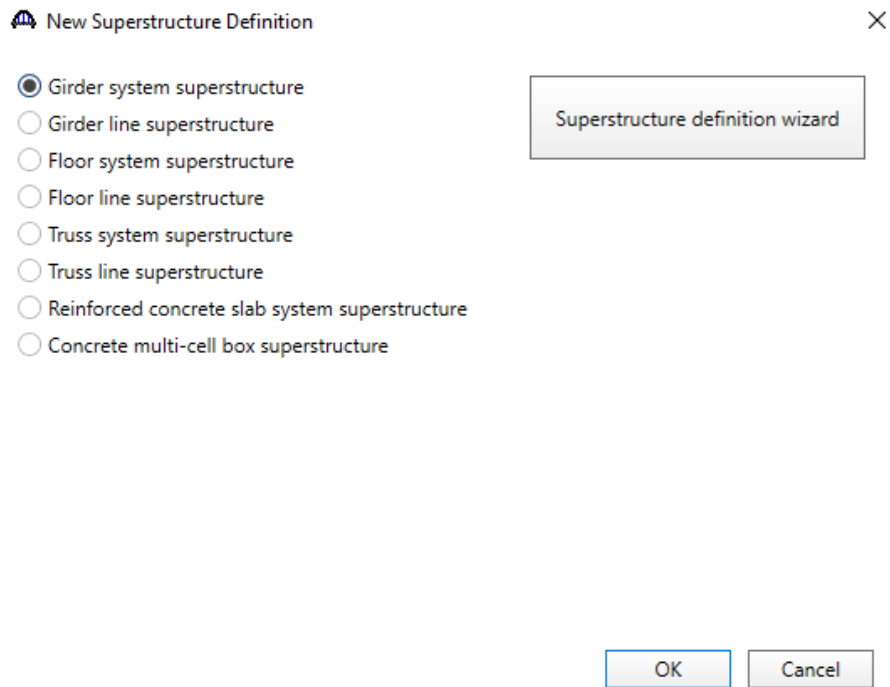 New Superstructure Definition
Girder system superstructure
Superstructure definition wizard
Girder line superstructure
Floor system superstructure
Floor line superstructure
Truss system superstructure
Truss line superstructure
Reinforced concrete slab system superstructure
Concrete multi-cell box superstructure
OK
Cancel